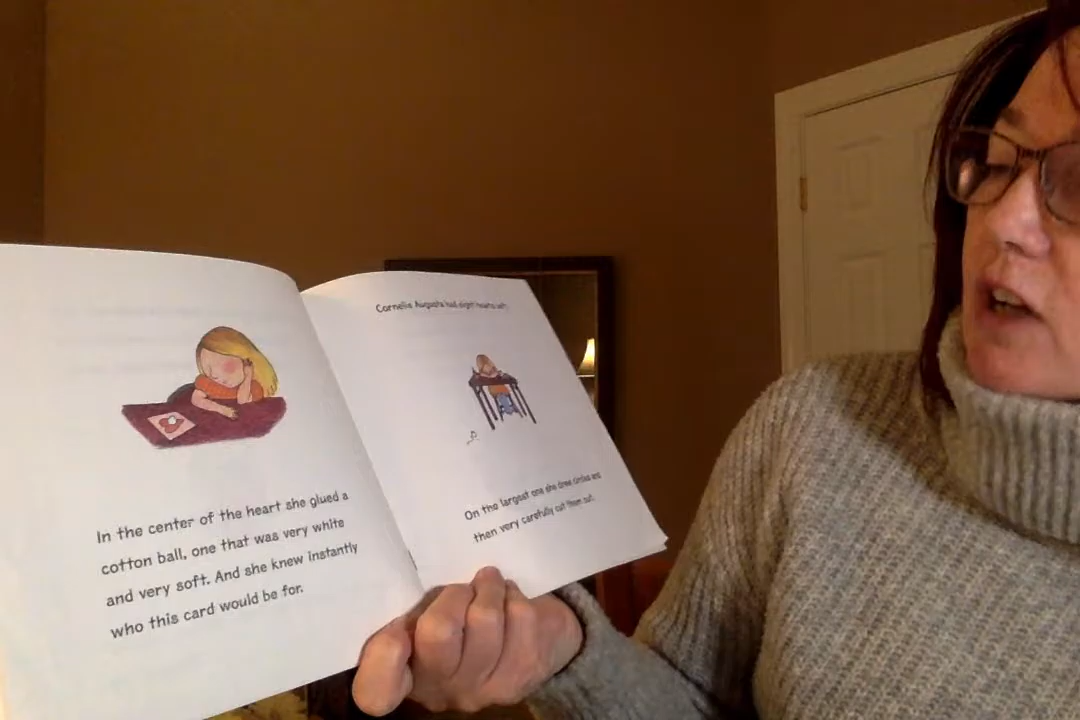 In the center of the heart she glued a
cotton ball, one that was very white
and very soft. And she knew instantly
who this card would be for.
Cornelia Augusta had eight hearts left.
On the largest one she drew circles and
then very carefully cut them out.